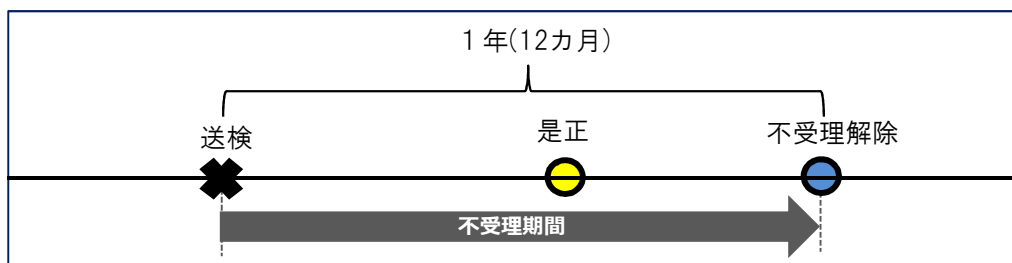 1年(12カ月)
送検
是正
不受理解除
不受理期間